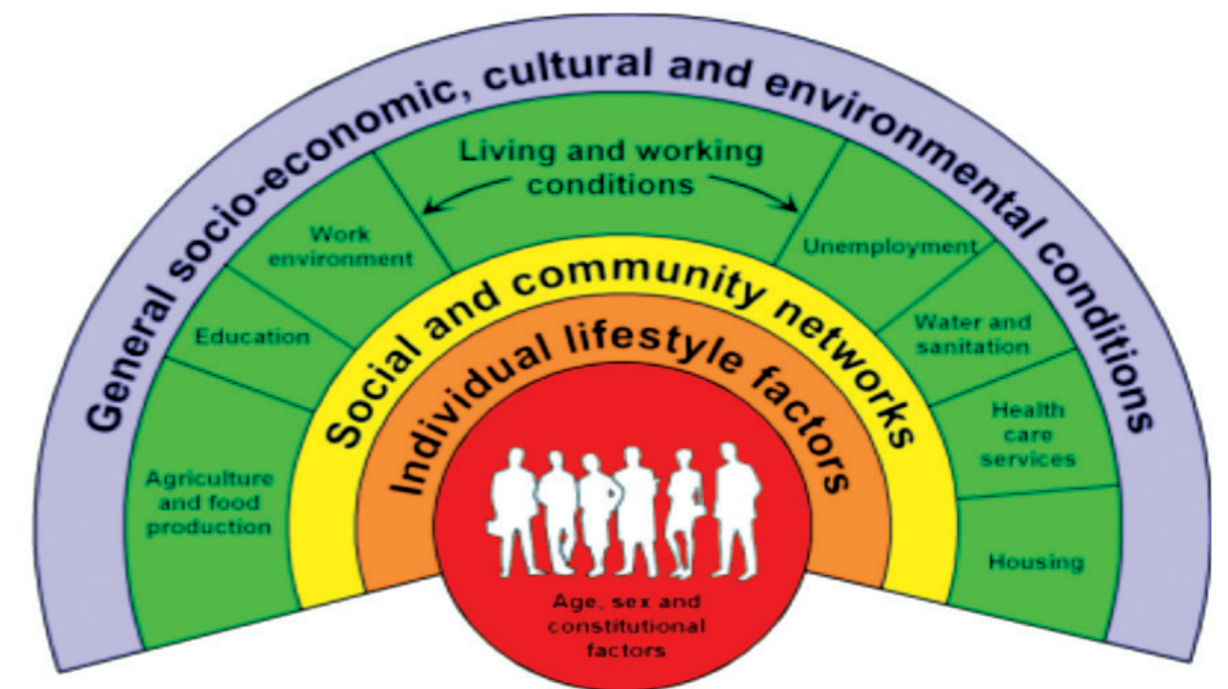 General socio-economic, cultural and environmental conditions
Living and working
conditions
Work
environment
Unemployment
Education
Water and
sanitation
Agriculture
and food
production
Health
care
services
Housing
Social and community networks
Individual lifestyle factors
Age, sex and
constitutional
factors